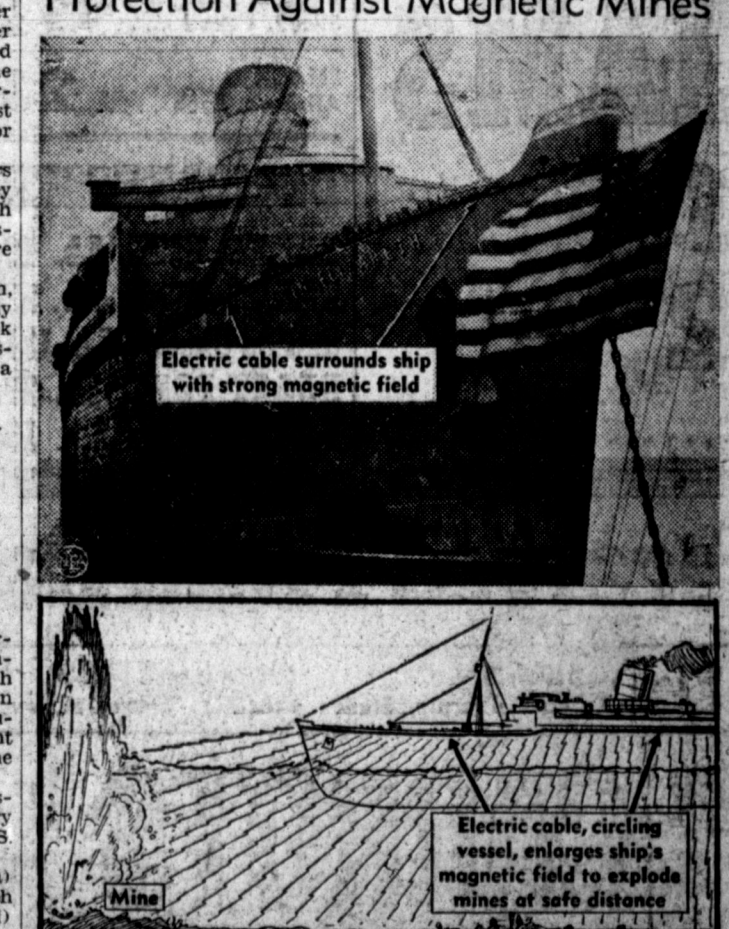 Protection Against Magnetic Mines
Electric cable surrounds ship
with strong magnetic field
Electric cable, circling
vessel, enlarges ship's
magnetic field to explode
mines at safe distance
Mine